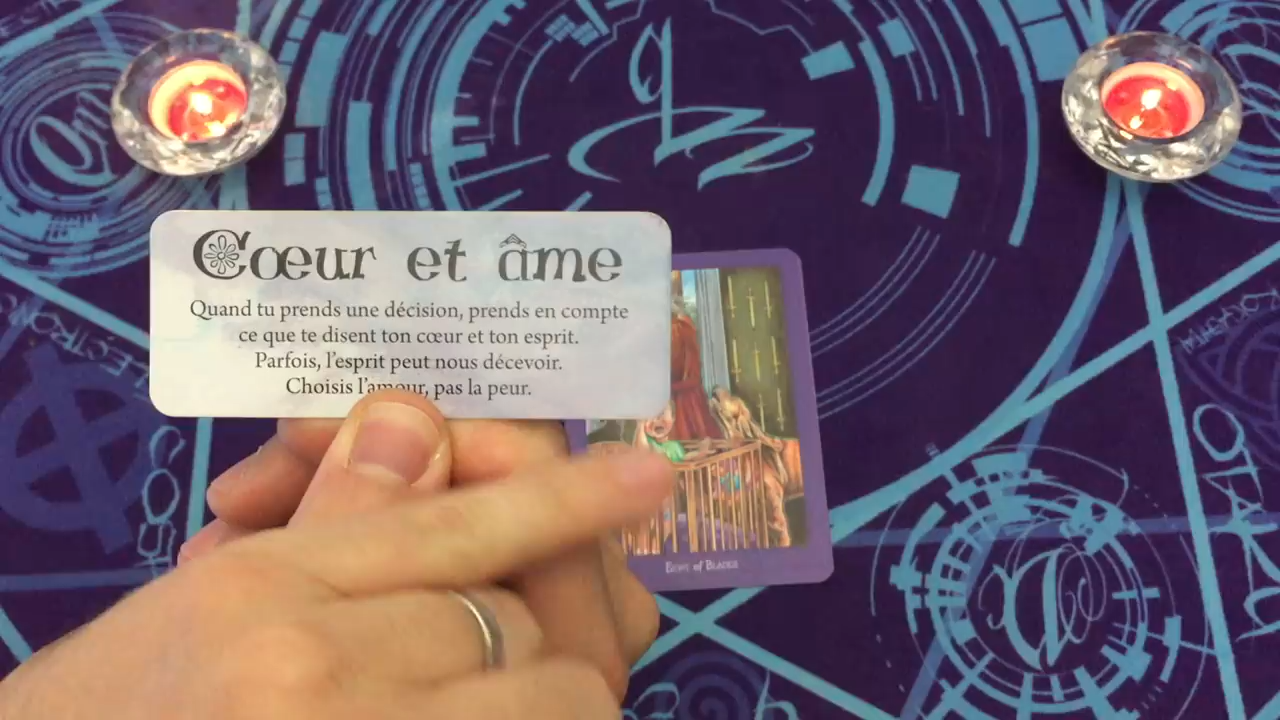 Cœur et âme
Quand tu prends une décision, prends en compte
ce que te disent ton cœur et ton esprit.
Parfois, l'esprit peut nous décevoir.
Choisis l'amour, pas la peur.
of Blades